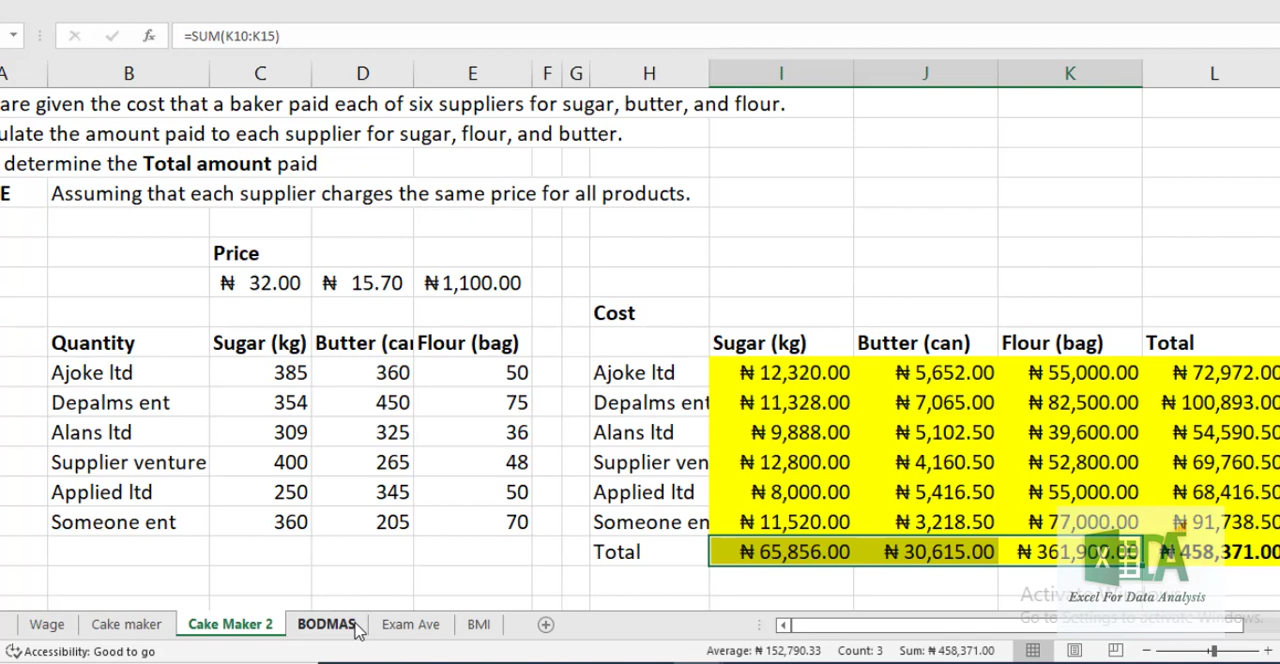 =SUM(K10:K15)
A B C D E F G H I J K L
are given the cost that a baker paid each of six suppliers for sugar, butter, and flour.
ulate the amount paid to each supplier for sugar, flour, and butter.
determine the Total amount paid
E Assuming that each supplier charges the same price for all products.
Price
₦ 32.00 ₦ 15.70 ₦1,100.00
Cost
Quantity Sugar (kg) Butter (car Flour (bag) Sugar (kg) Butter (can) Flour (bag) Total
Ajoke ltd 385 360 50 Ajoke ltd ₦ 12,320.00 ₦ 5,652.00 ₦ 55,000.00 ₦ 72,972.00
Depalms ent 354 450 75 Depalms ent ₦ 11,328.00 ₦ 7,065.00 ₦ 82,500.00 ₦ 100,893.00
Alans ltd 309 325 36 Alans ltd ₦ 9,888.00 ₦ 5,102.50 ₦ 39,600.00 ₦ 54,590.50
Supplier venture 400 265 48 Supplier ven ₦ 12,800.00 ₦ 4,160.50 ₦ 52,800.00 ₦ 69,760.50
Applied ltd 250 345 50 Applied ltd ₦ 8,000.00 ₦ 5,416.50 ₦ 55,000.00 ₦ 68,416.50
Someone ent 360 205 70 Someone en ₦ 11,520.00 ₦ 3,218.50 ₦ 77,000.00 ₦ 91,738.50
Total ₦ 65,856.00 ₦ 30,615.00 ₦ 361,900.00 ₦ 458,371.00
Excel For Data Analysis
Go to Settings to activate Windows.
Wage Cake maker Cake Maker 2 BODMAS Exam Ave BMI
Accessibility: Good to go Average: ₦ 152,790.33 Count: 3 Sum: ₦ 458,371.00